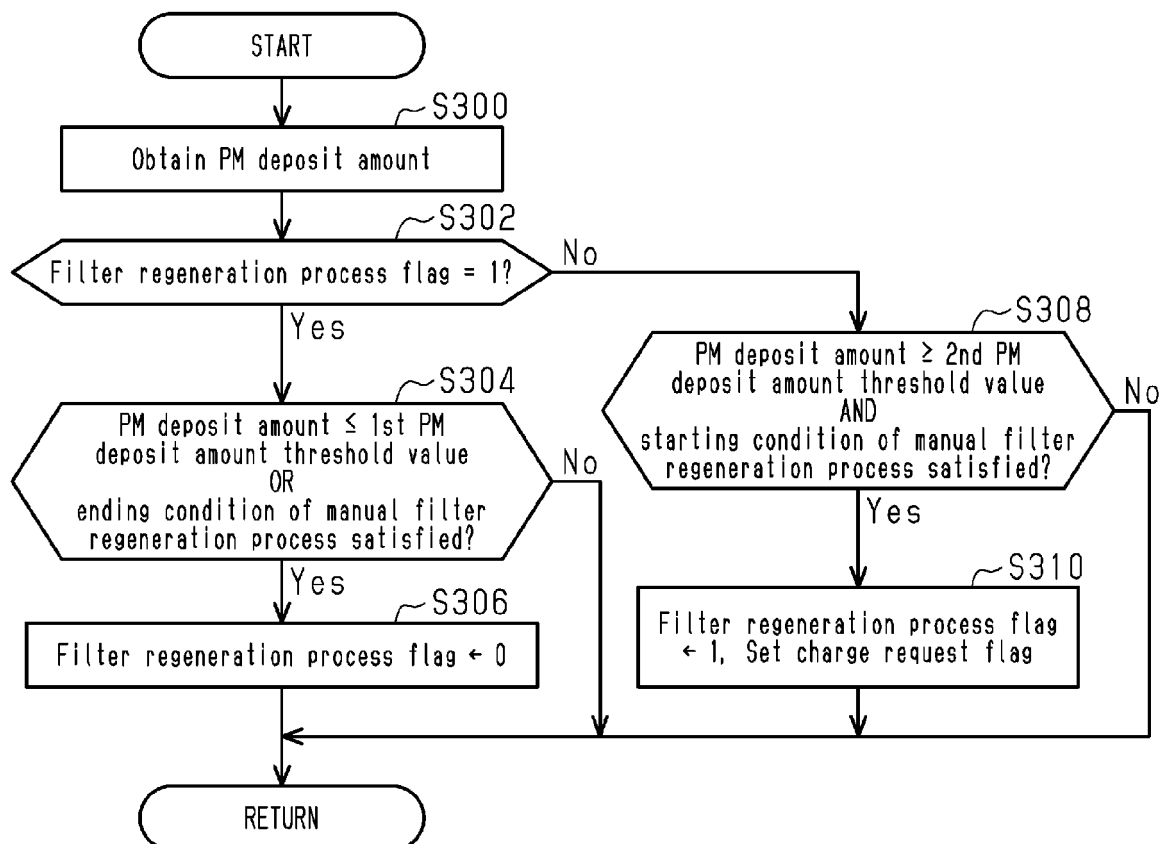 START
S300
Obtain PM deposit amount
S302
Filter regeneration process flag = 1?
No
Yes
S304
PM deposit amount ≤ 1st PM
deposit amount threshold value
OR
ending condition of manual filter
regeneration process satisfied?
No
Yes
S306
Filter regeneration process flag ← 0
S308
PM deposit amount ≥ 2nd PM
deposit amount threshold value
AND
starting condition of manual filter
regeneration process satisfied?
No
Yes
S310
Filter regeneration process flag
← 1, Set charge request flag
RETURN